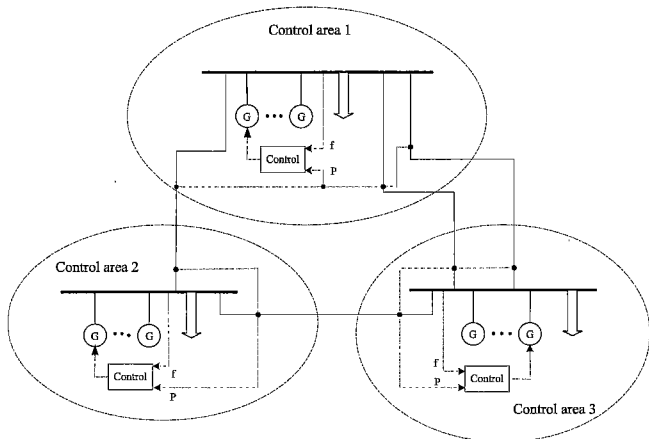 Control area 1
G
•••
G
f
Control
P
Control area 2
G
•••
G
f
Control
P
G
•••
G
f
P
Control
Control area 3